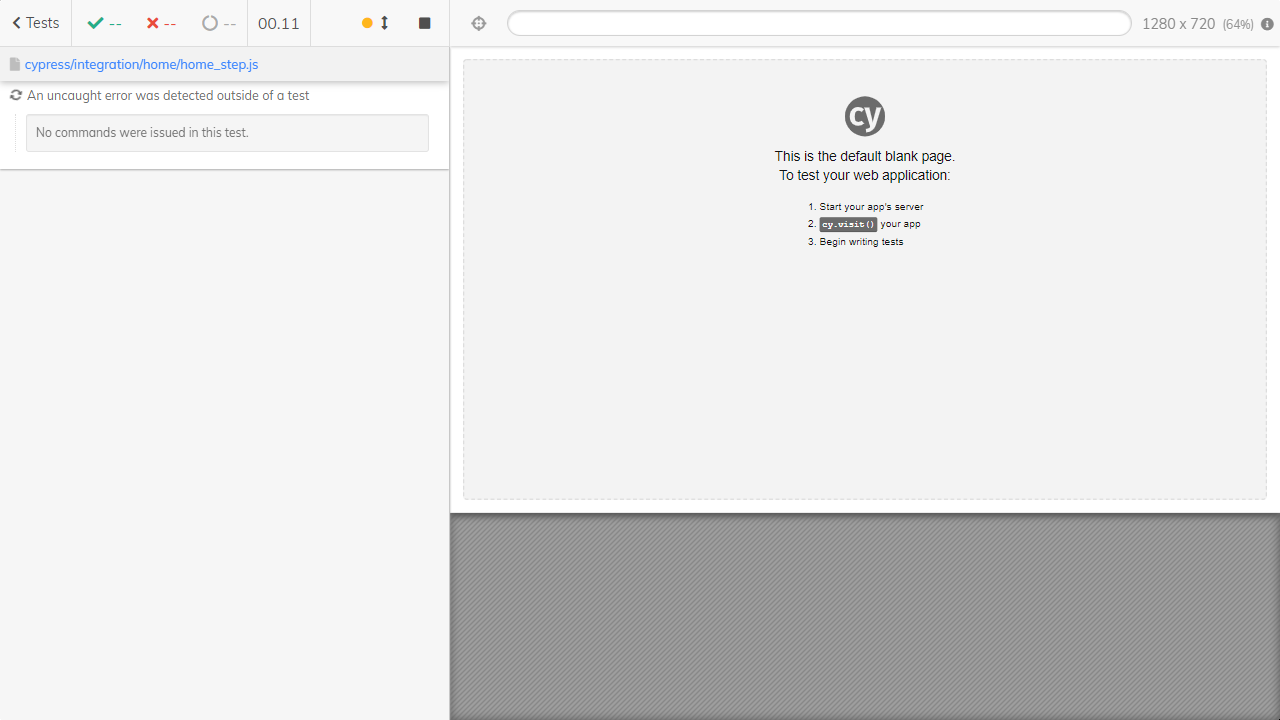 Tests
--
--
--
00.11
1280 x 720 (64%)
cypress/integration/home/home_step.js
An uncaught error was detected outside of a test
No commands were issued in this test.
cy
This is the default blank page.
To test your web application:
1. Start your app's server
2. cy.visit() your app
3. Begin writing tests